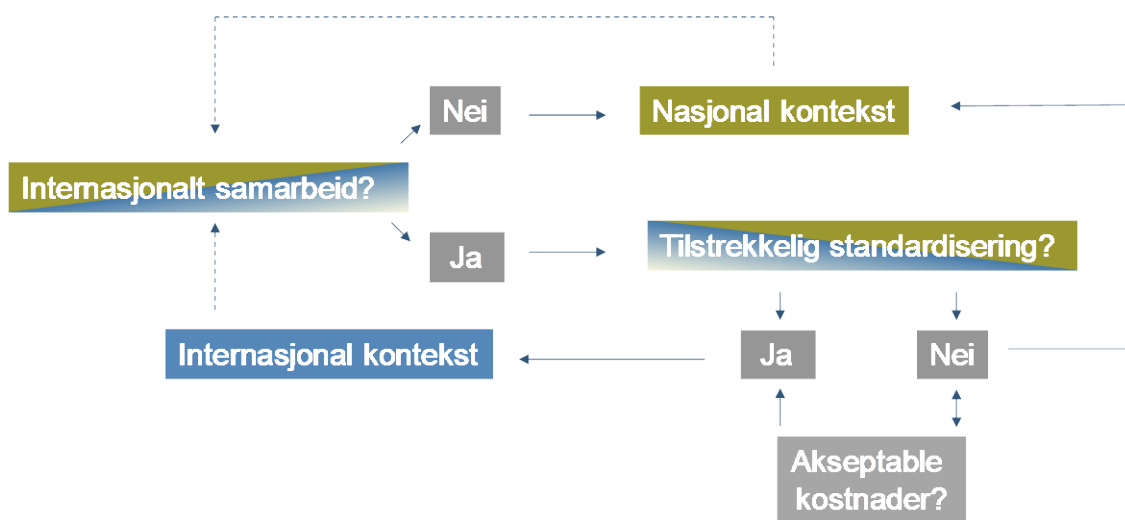 Nei
Nasjonal kontekst
Internasjonalt samarbeid?
Ja
Tilstrekkelig standardisering?
Internasjonal kontekst
Ja
Nei
Akseptable
kostnader?